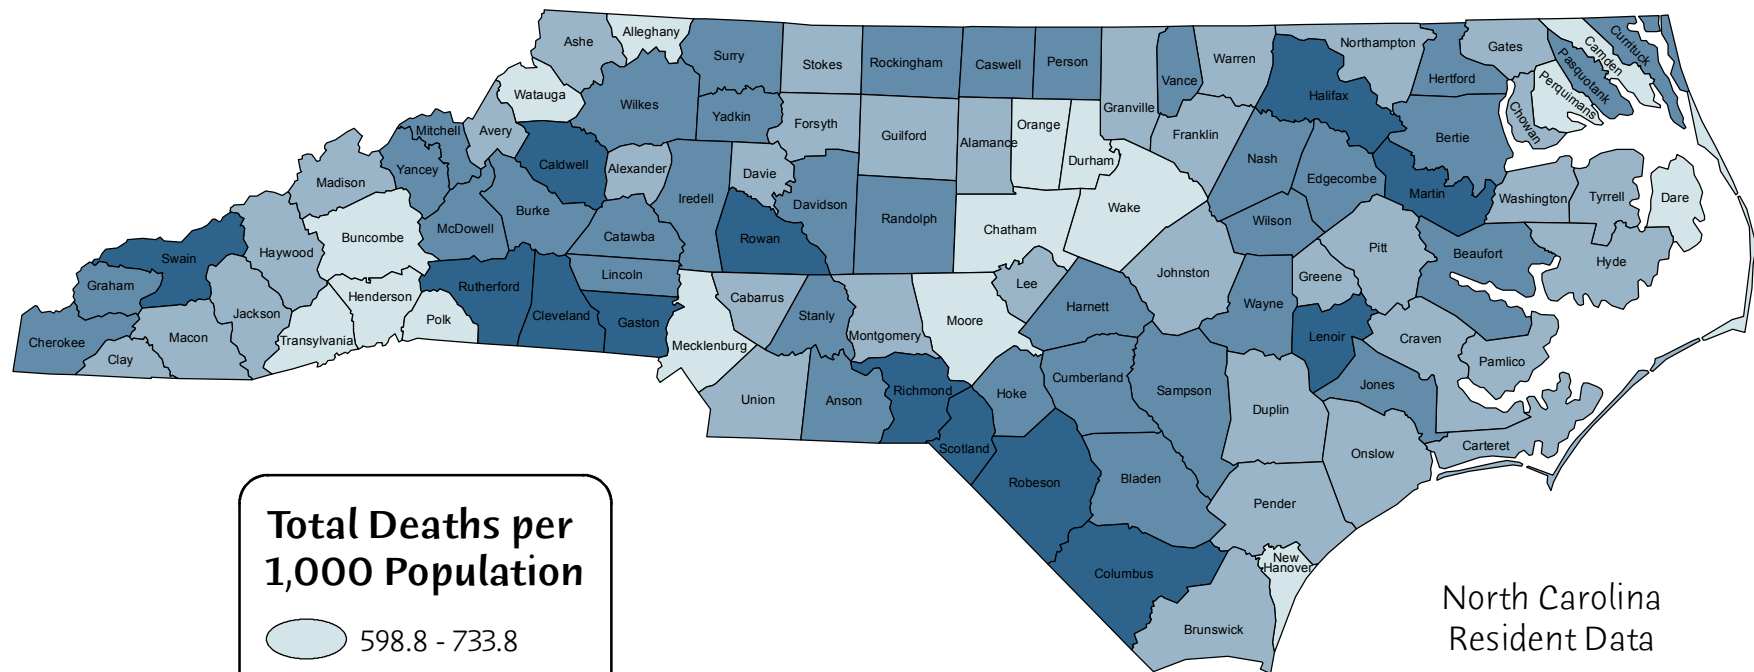 Ashe
Alleghany
Surry
Stokes
Rockingham
Caswell
Person
Granville
Vance
Warren
Northampton
Halifax
Hertford
Gates
Camden
Currituck
Pasquotank
Perquimans
Chowan
Bertie
Watauga
Wilkes
Yadkin
Forsyth
Guilford
Alamance
Orange
Durham
Franklin
Nash
Edgecombe
Martin
Washington
Tyrrell
Dare
Mitchell
Avery
Caldwell
Alexander
Iredell
Davie
Davidson
Randolph
Chatham
Wake
Wilson
Pitt
Beaufort
Hyde
Madison
Yancey
McDowell
Burke
Catawba
Rowan
Johnston
Greene
Buncombe
Haywood
Swain
Graham
Jackson
Henderson
Rutherford
Cleveland
Lincoln
Gaston
Cabarrus
Stanly
Montgomery
Moore
Lee
Harnett
Wayne
Lenoir
Craven
Pamlico
Cherokee
Clay
Macon
Transylvania
Polk
Mecklenburg
Union
Anson
Richmond
Scotland
Hoke
Cumberland
Sampson
Duplin
Jones
Carteret
Onslow
Robeson
Bladen
Pender
Columbus
New
Hanover
Brunswick
Total Deaths per
1,000 Population
598.8 - 733.8
North Carolina
Resident Data